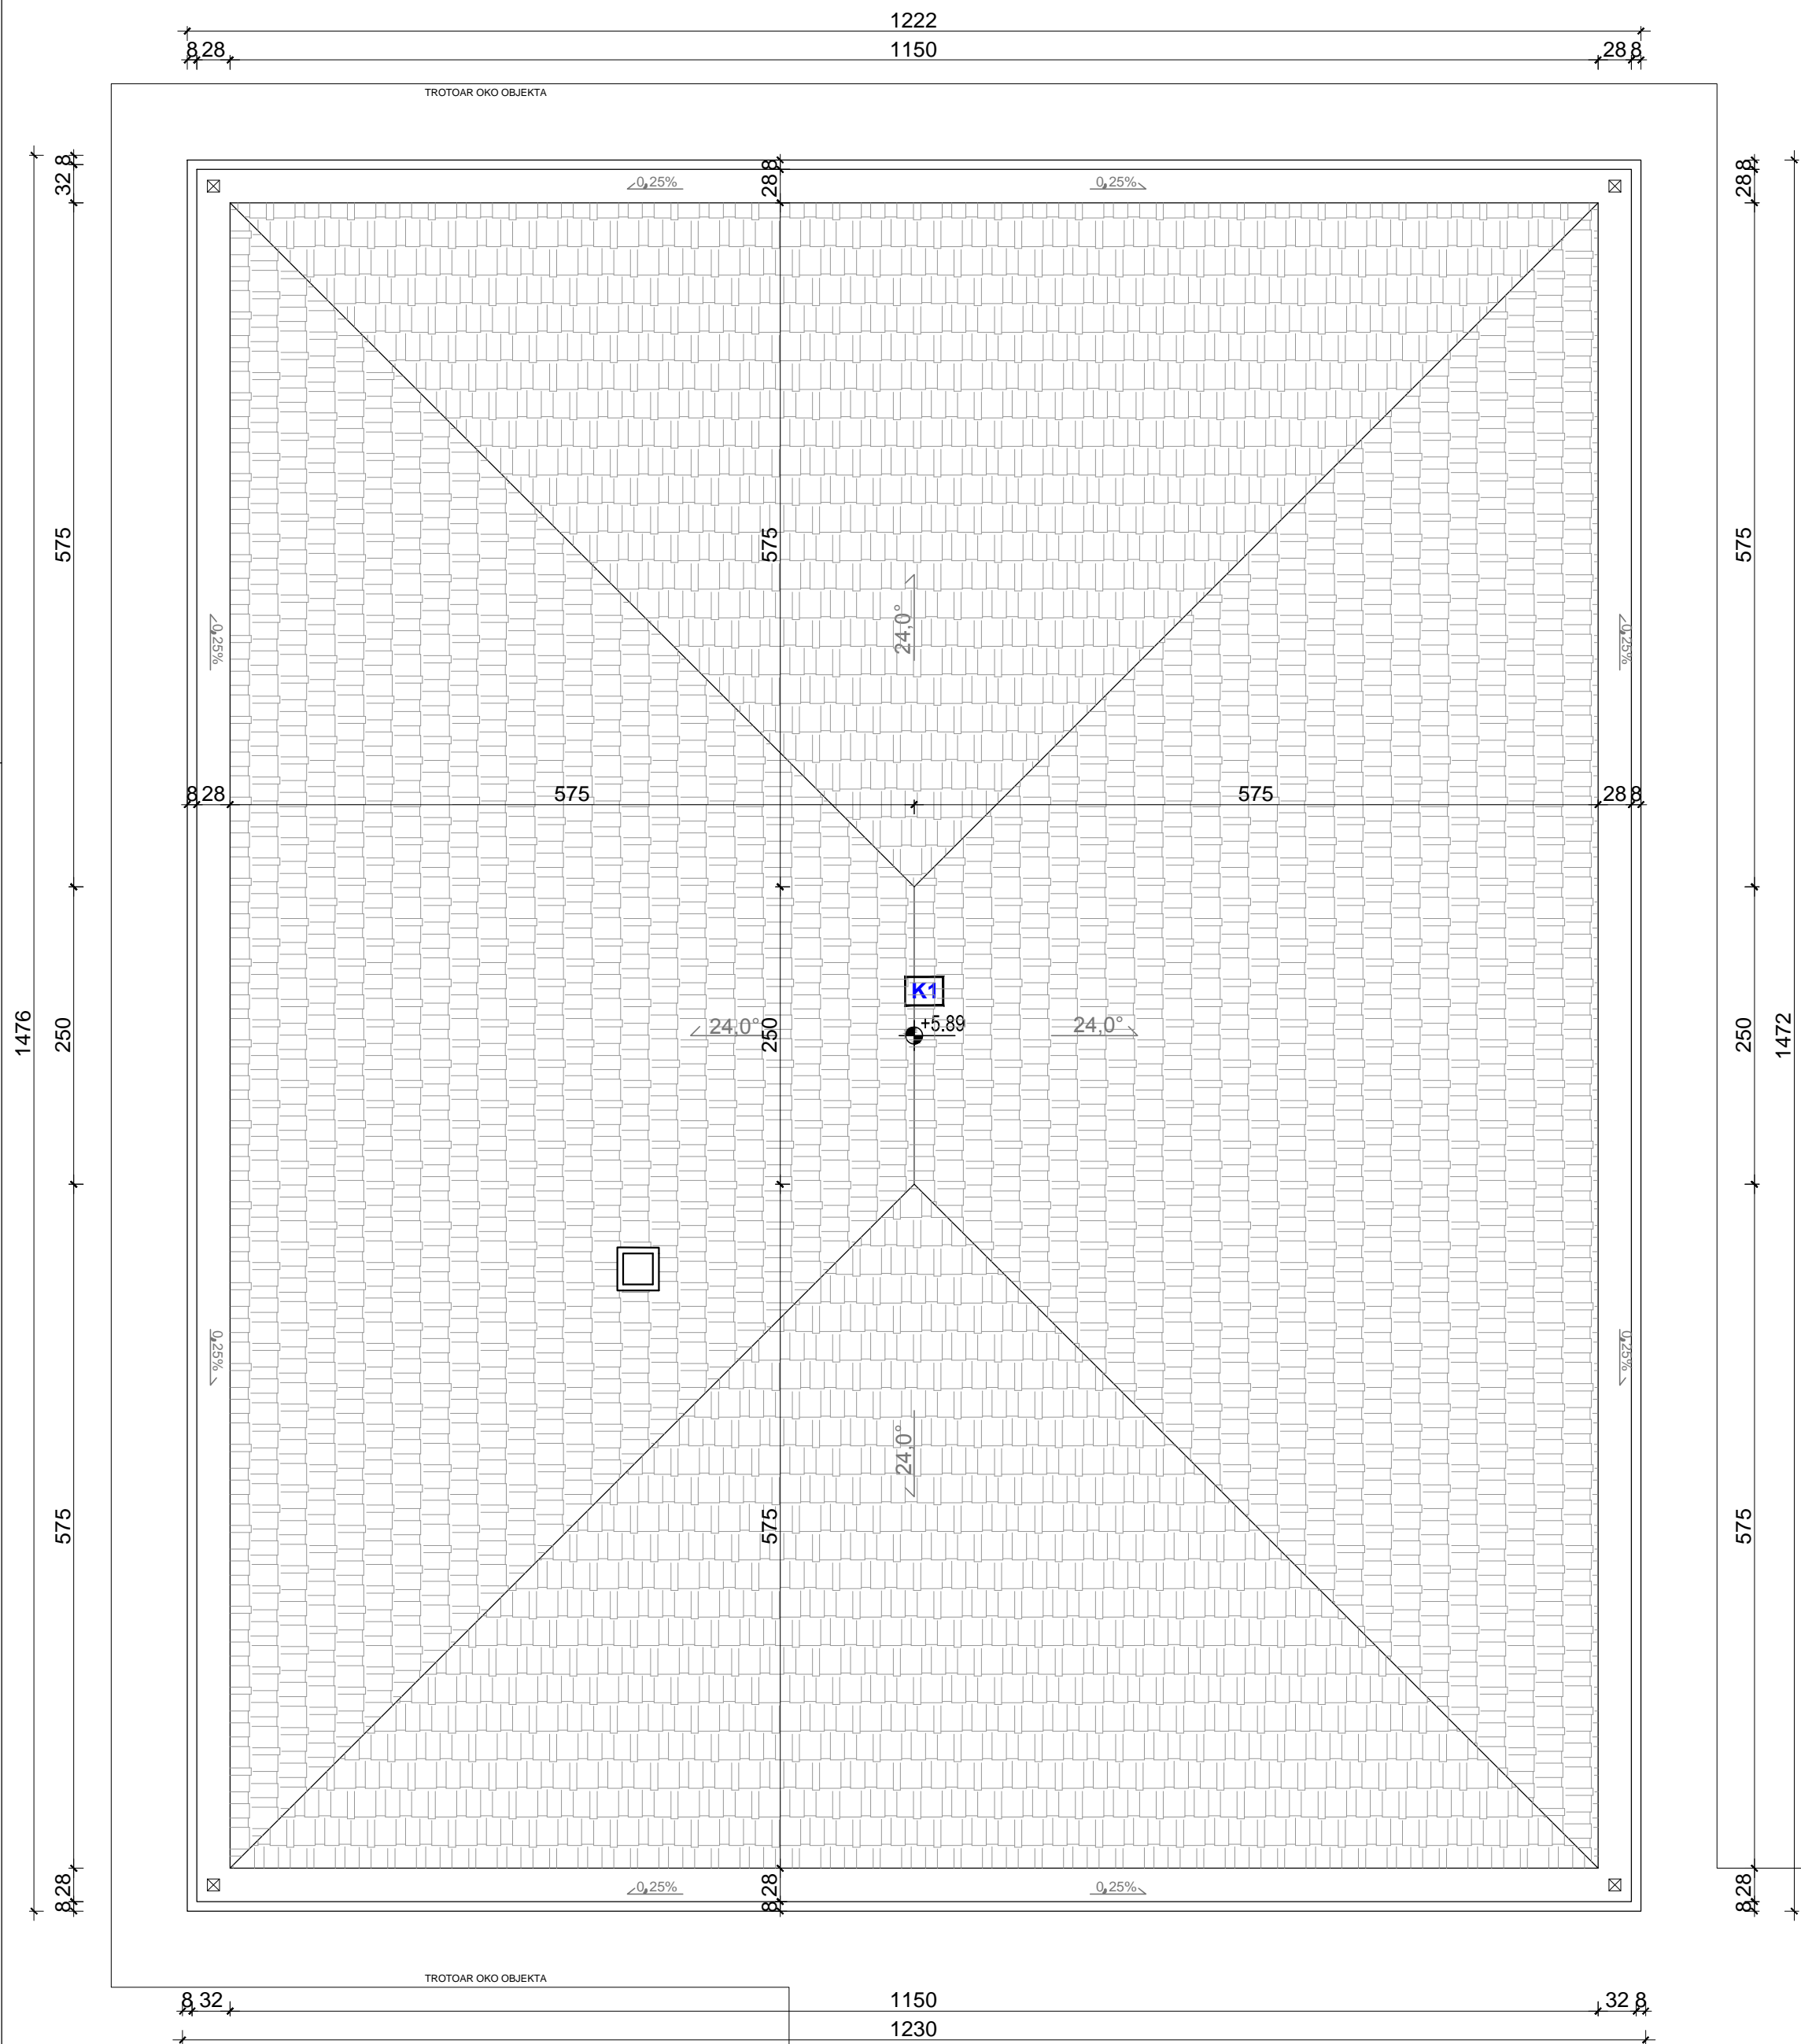 1222
8 28 1150 28 8
TROTOAR OKO OBJEKTA
8 32 575 250 575 28 8
1476
28 8
0,25% 0,25%
28 8
575
575
24,0°
0,25% 0,25%
8 28 575 575 28 8
K1
+5.89
24,0° 250 24,0°
250
1472
0,25% 0,25%
24,0°
575
575
8 28
0,25% 0,25%
8 28
TROTOAR OKO OBJEKTA
8 32 1150 32 8
1230